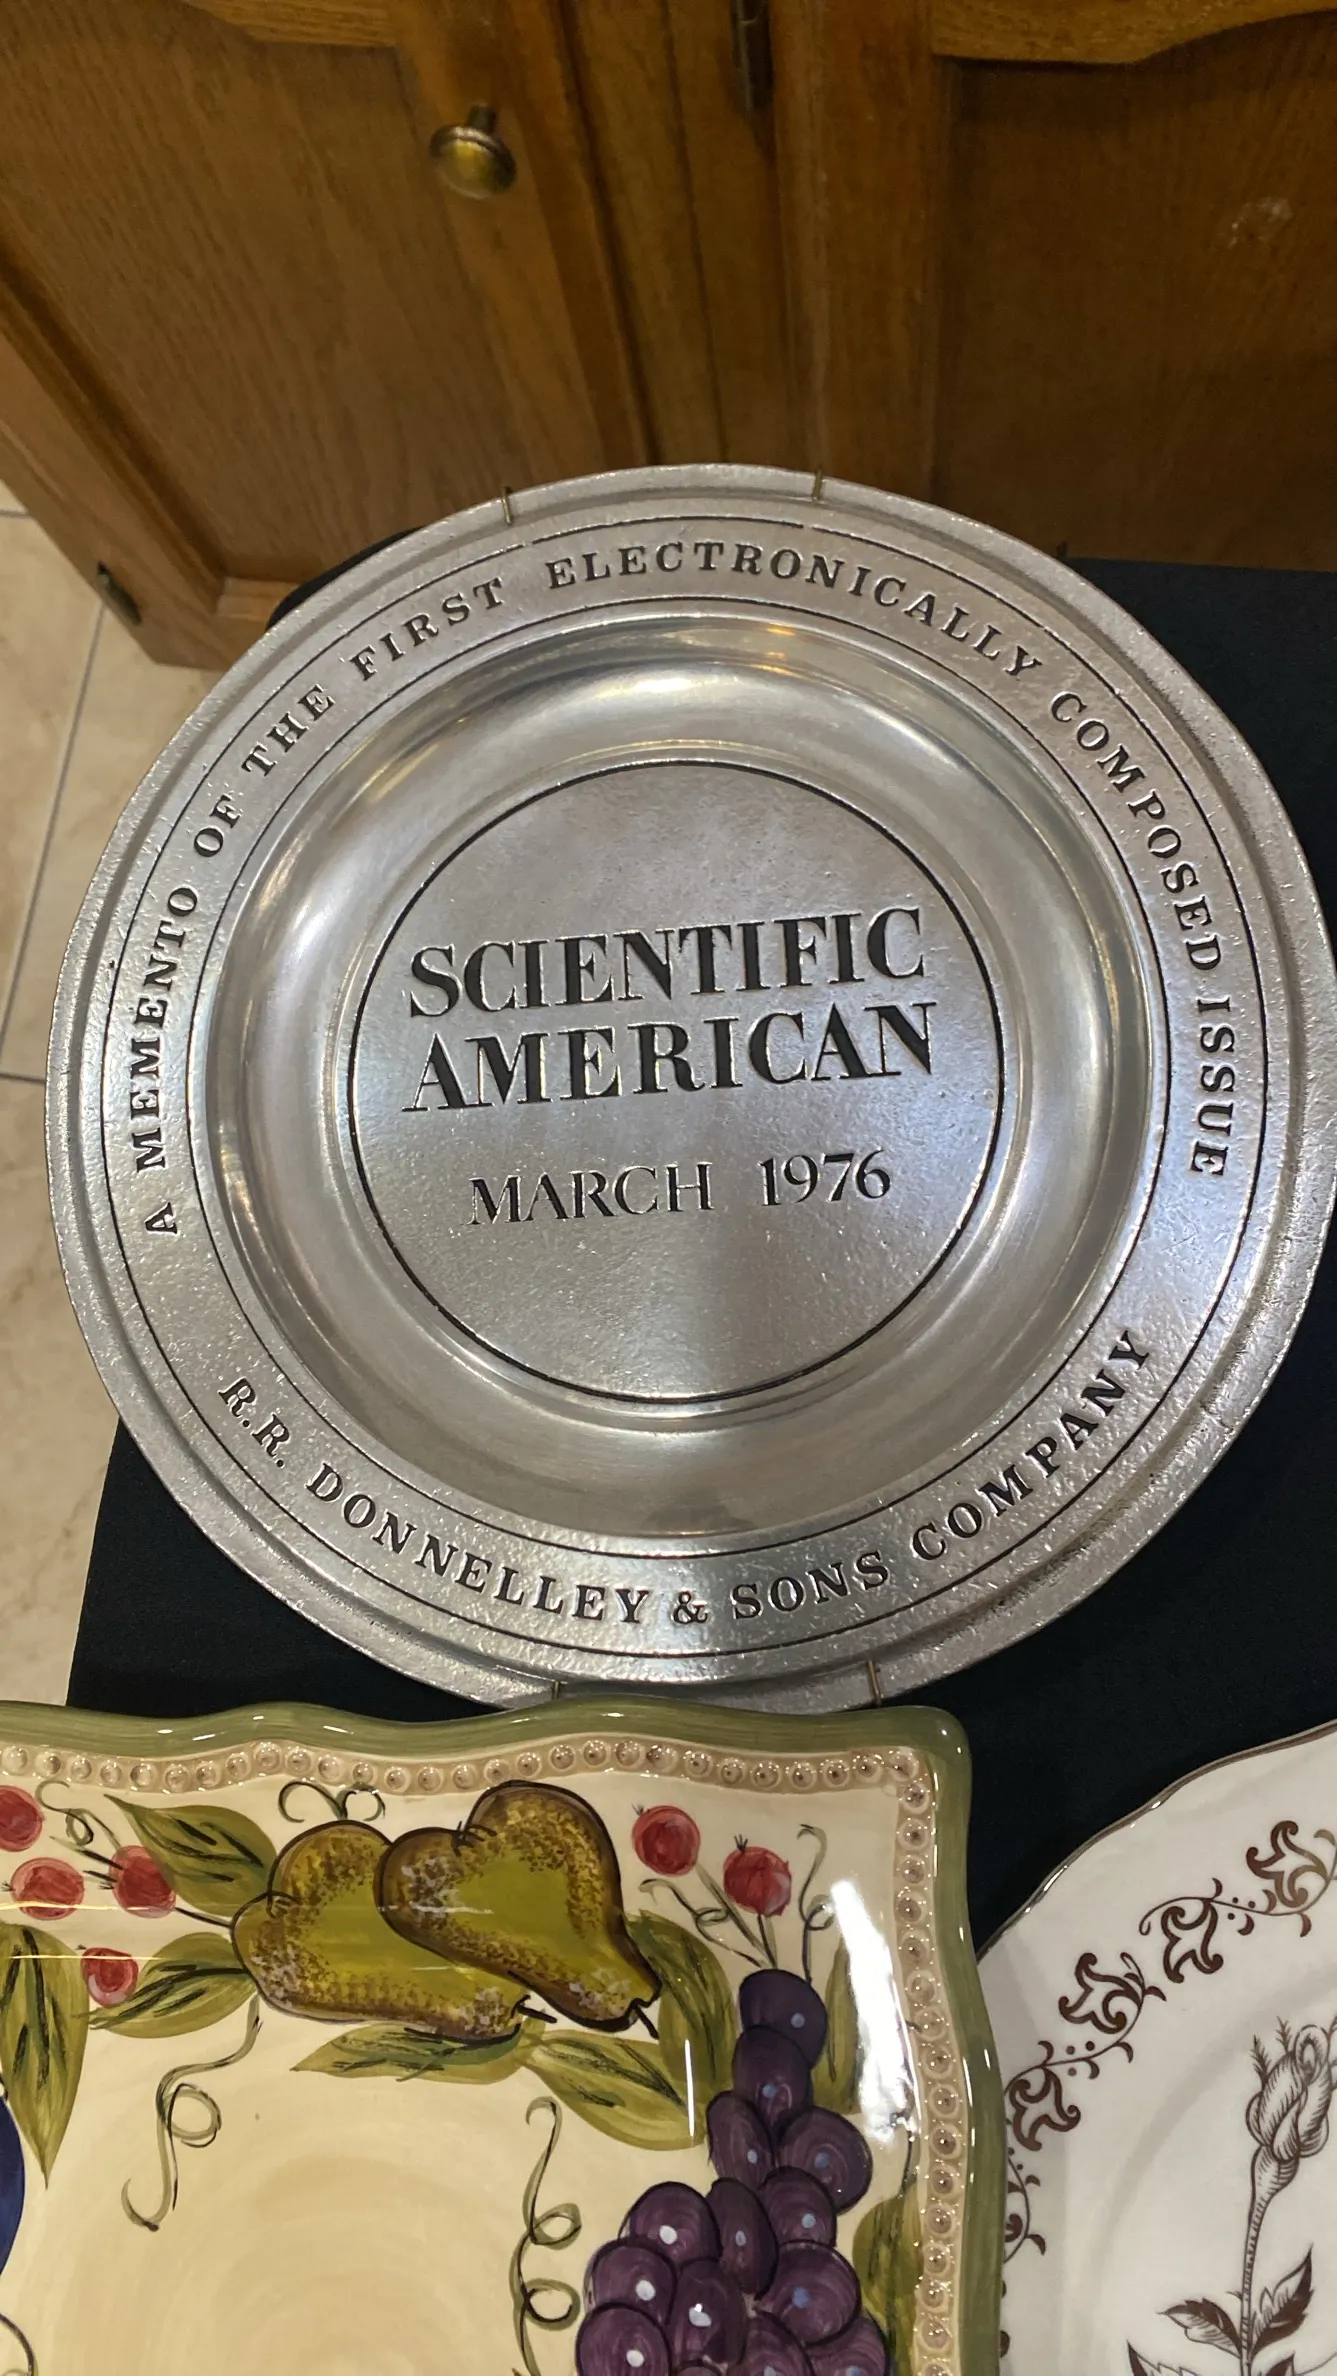 A MEMENTO OF THE FIRST ELECTRONICALLY COMPOSED ISSUE
SCIENTIFIC
AMERICAN
MARCH 1976
R.R. DONNELLEY & SONS COMPANY